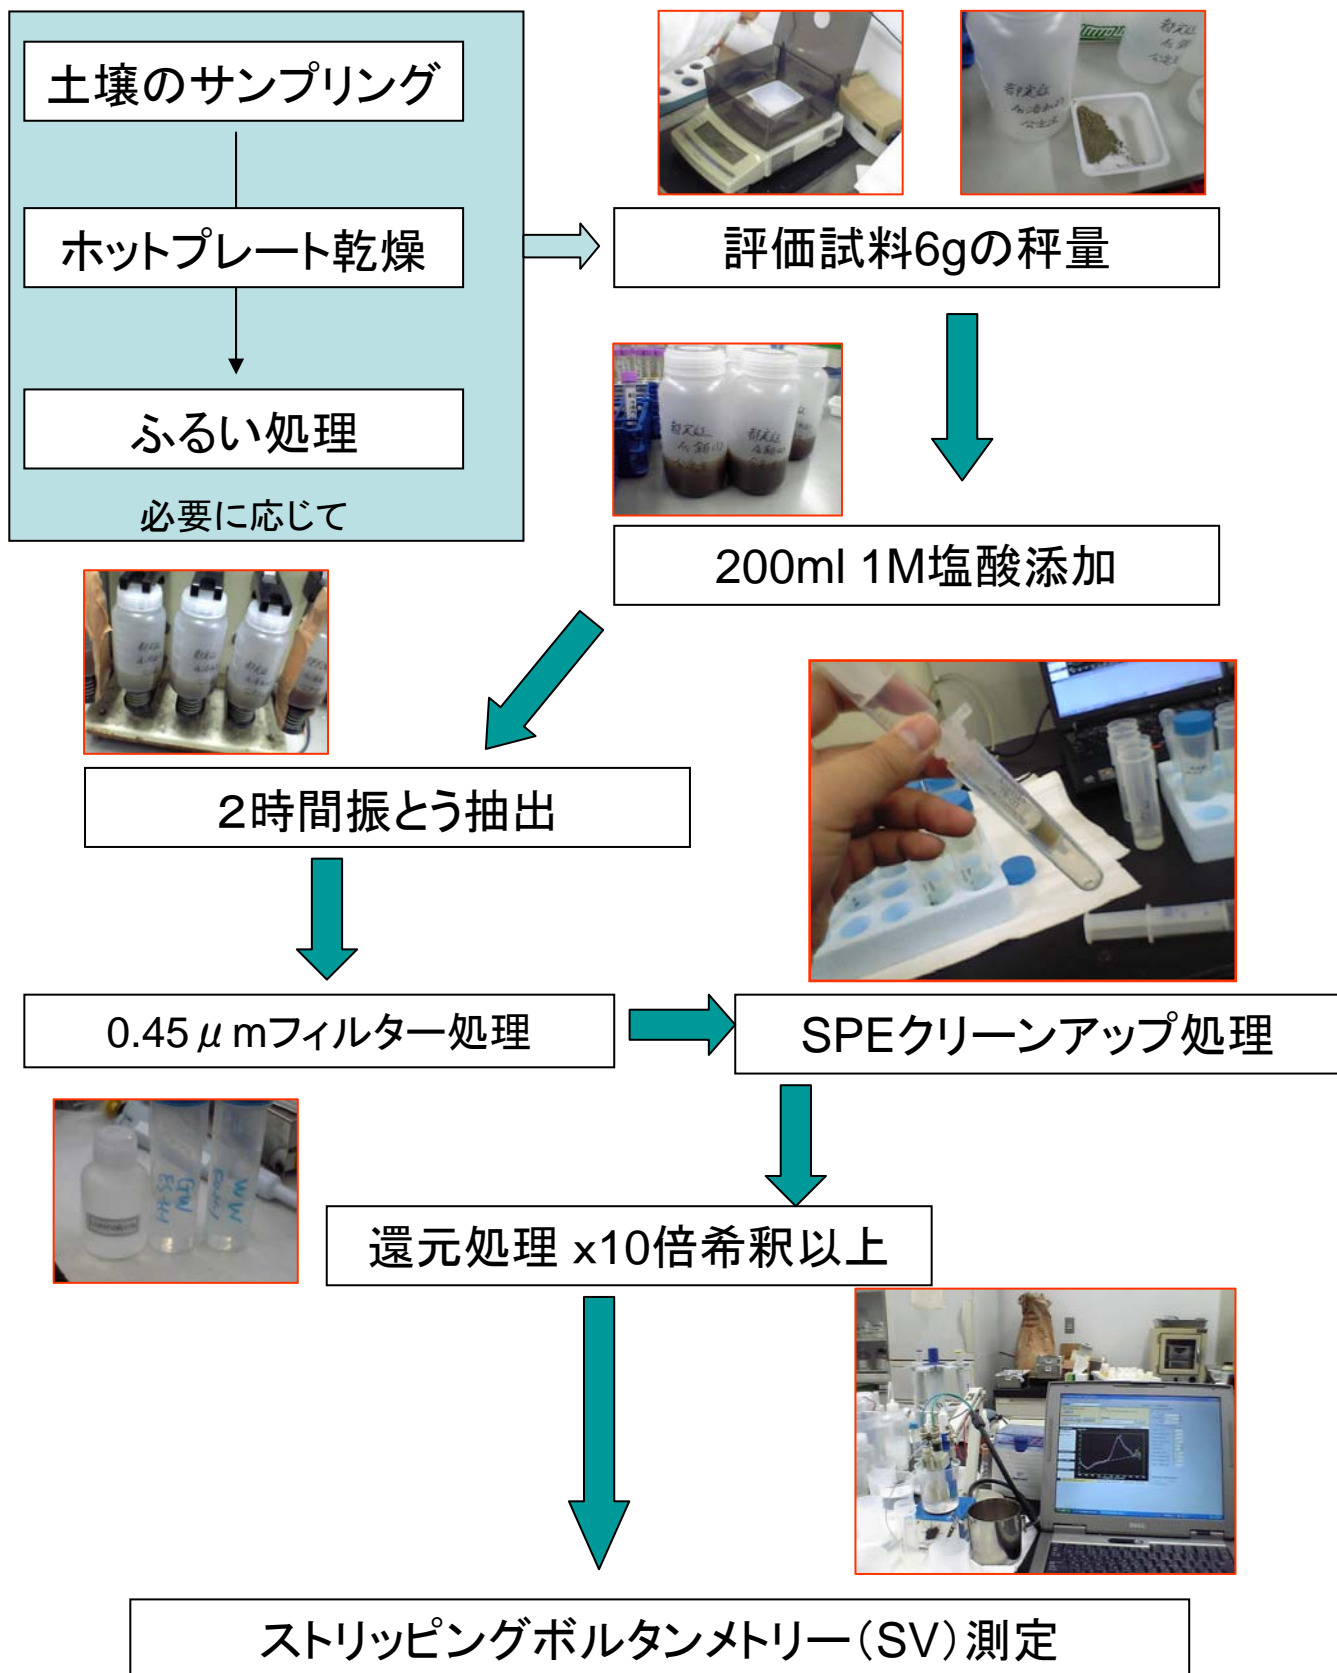 土壌のサンプリング
ホットプレート乾燥
ふるい処理
必要に応じて
評価試料6gの秤量
200ml 1M塩酸添加
２時間振とう抽出
0.45μmフィルター処理
SPEクリーンアップ処理
GW
WW
還元処理 x10倍希釈以上
DELL
ストリッピングボルタンメトリー（SV）測定